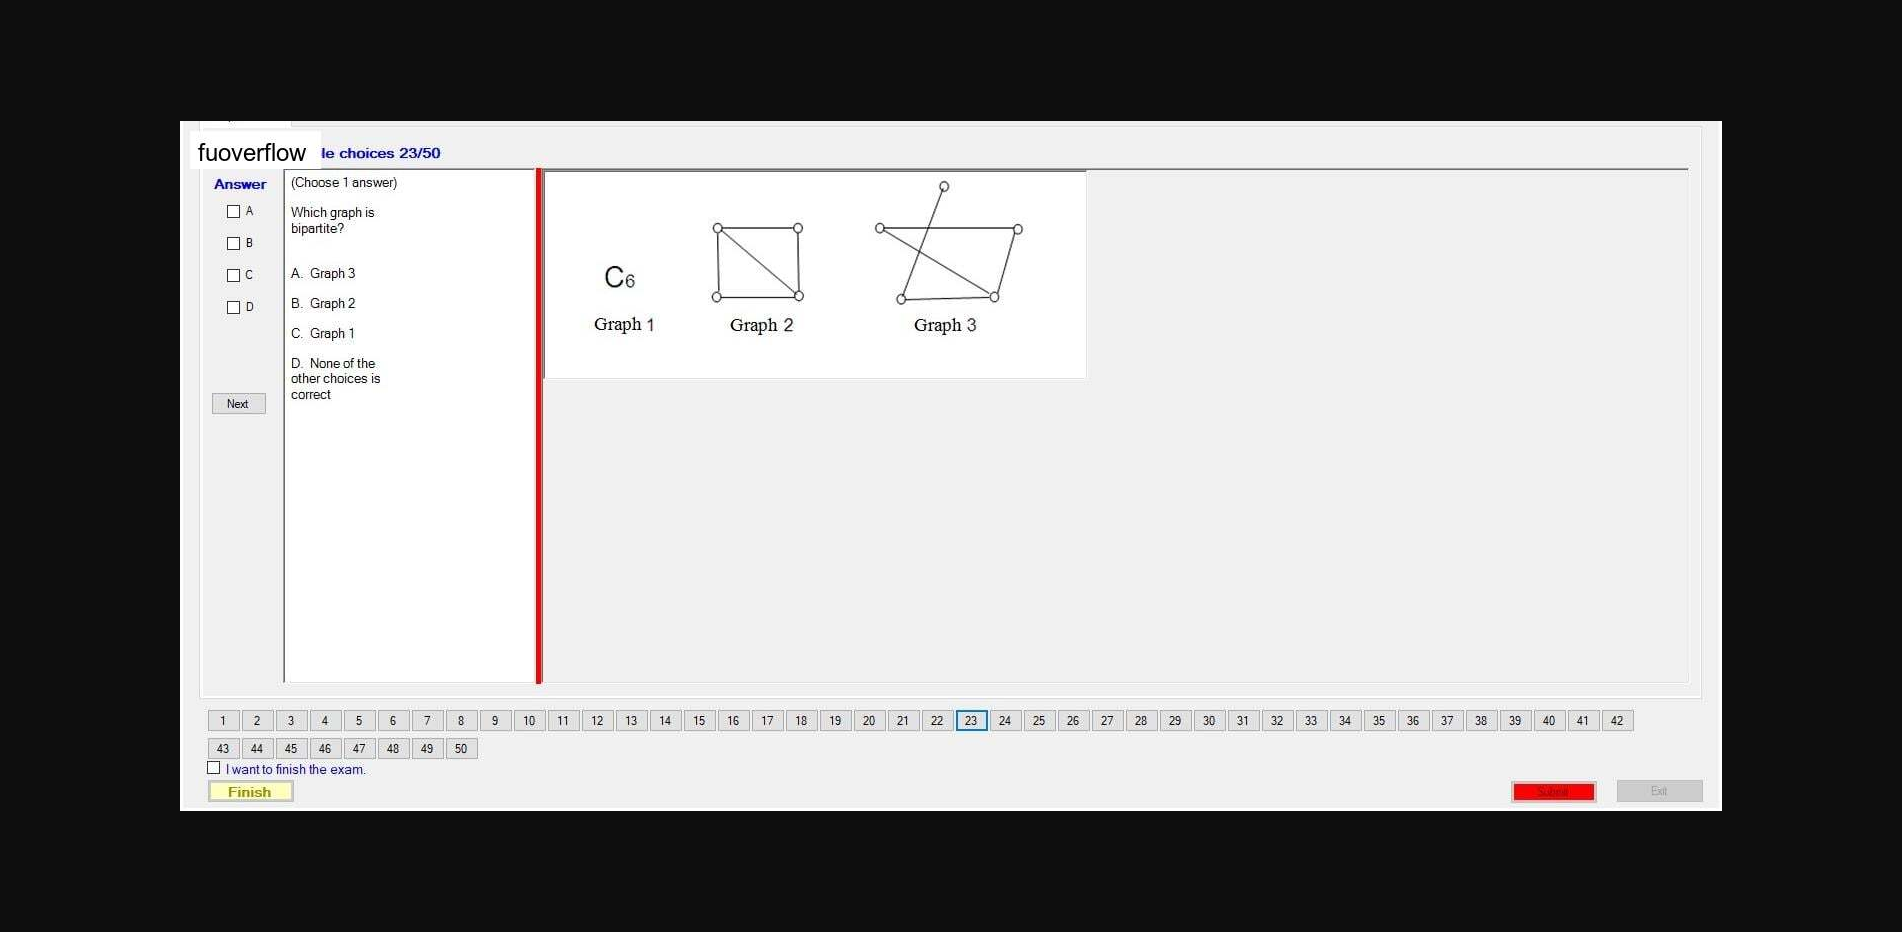 fuoverflow
le choices 23/50
Answer
A
B
C
D
Next
(Choose 1 answer)
Which graph is
bipartite?
A. Graph 3
B. Graph 2
C. Graph 1
D. None of the
other choices is
correct
C6
Graph 1
Graph 2
Graph 3
1 2 3 4 5 6 7 8 9 10 11 12 13 14 15 16 17 18 19 20 21 22 23 24 25 26 27 28 29 30 31 32 33 34 35 36 37 38 39 40 41 42
43 44 45 46 47 48 49 50
I want to finish the exam.
Finish
Submit
Exit